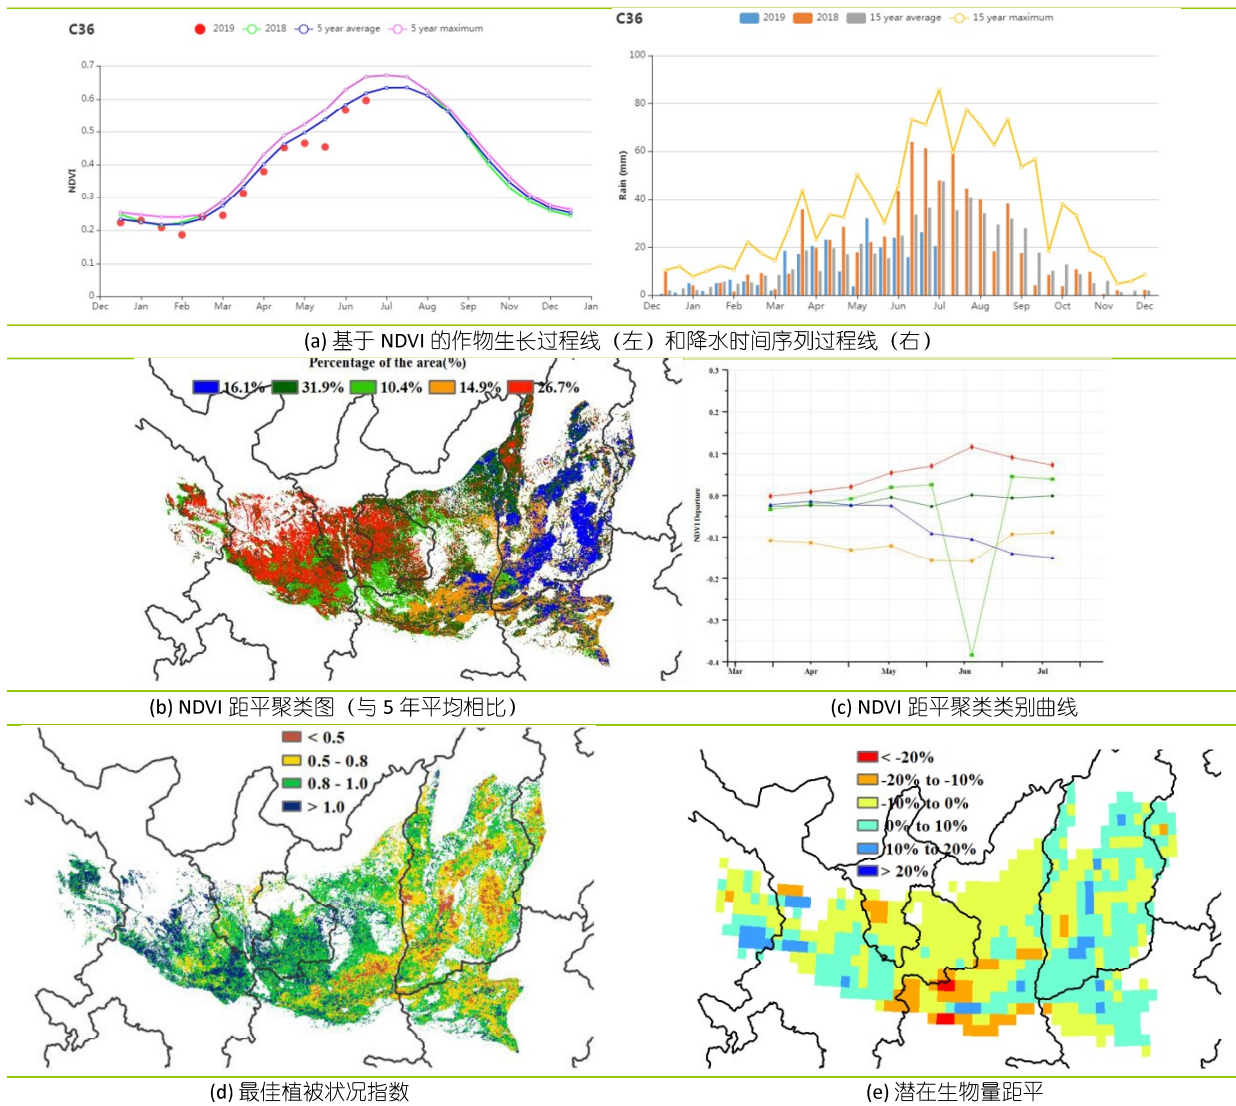 C36
2019 2018 5 year average 5 year maximum
0.7
0.6
0.5
0.4
0.3
0.2
0.1
0
NDVI
Dec Jan Feb Mar Apr May Jun Jul Aug Sep Oct Nov Dec Jan
C36
2019 2018 15 year average 15 year maximum
100
80
60
40
20
0
Rain (mm)
Dec Jan Feb Mar Apr May Jun Jul Aug Sep Oct Nov Dec
(a) 基于 NDVI 的作物生长过程线（左）和降水时间序列过程线（右）
Percentage of the area(%)
16.1% 31.9% 10.4% 14.9% 26.7%
0.3
0.2
0.1
0.0
-0.1
-0.2
-0.3
-0.4
NDVI Departure
Mar Apr May Jun Jul
(b) NDVI 距平聚类图（与 5 年平均相比）
(c) NDVI 距平聚类类别曲线
< 0.5
0.5 - 0.8
0.8 - 1.0
> 1.0
< -20%
-20% to -10%
-10% to 0%
0% to 10%
10% to 20%
> 20%
(d) 最佳植被状况指数
(e) 潜在生物量距平